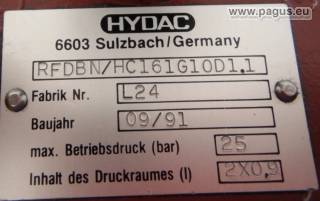 © www.pagus.eu
HYDAC
6603 Sulzbach/Germany
RFDBN/HC161G10D1.1
Fabrik Nr. L24
Baujahr 09/91
max. Betriebsdruck (bar) 25
Inhalt des Druckraumes (l) 2X0,9